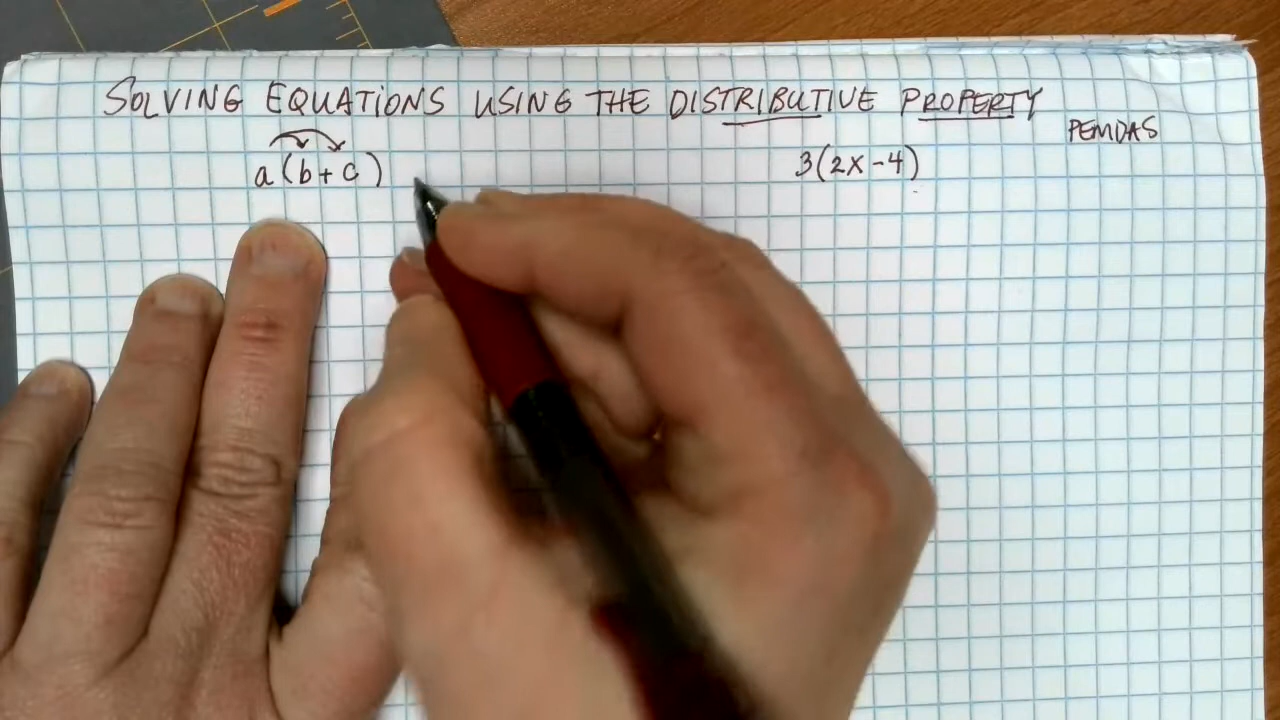 SOLVING EQUATIONS USING THE DISTRIBUTIVE PROPERTY
PEMDAS
a(b+c)
3(2x-4)